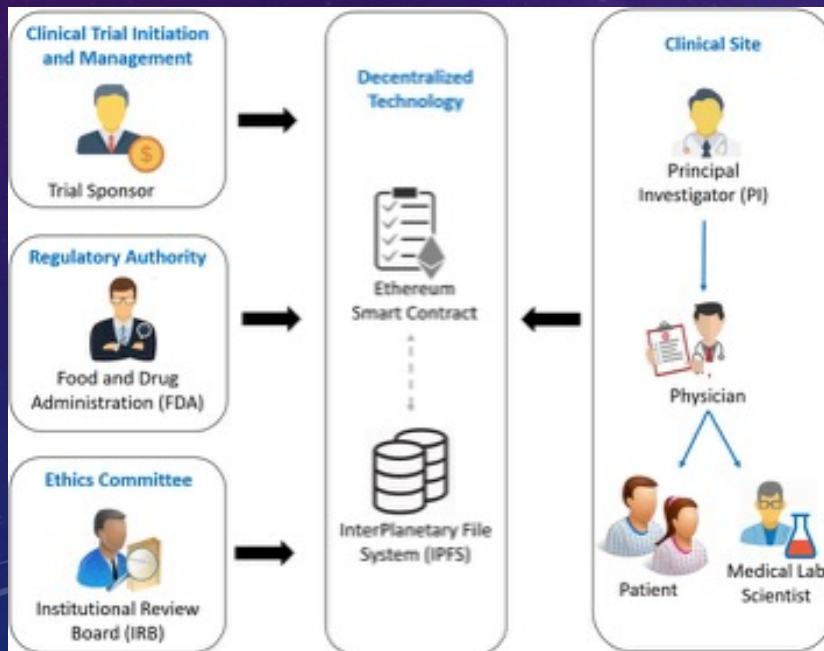 Clinical Trial Initiation
and Management
Trial Sponsor
Regulatory Authority
Food and Drug
Administration (FDA)
Ethics Committee
Institutional Review
Board (IRB)
Decentralized
Technology
Ethereum
Smart Contract
InterPlanetary File
System (IPFS)
Clinical Site
Principal
Investigator (PI)
Physician
Patient
Medical Lab
Scientist